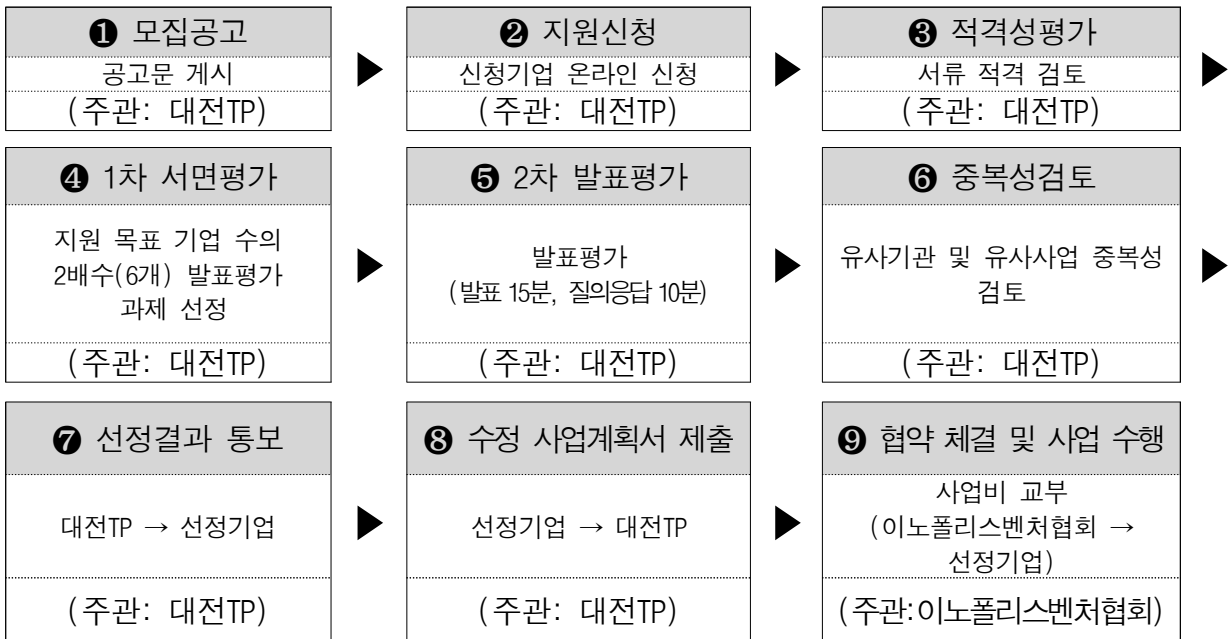 ❶ 모집공고
공고문 게시
(주관: 대전TP)
▶
❷ 지원신청
신청기업 온라인 신청
(주관: 대전TP)
▶
❸ 적격성평가
서류 적격 검토
(주관: 대전TP)
▶
❹ 1차 서면평가
지원 목표 기업 수의
2배수(6개) 발표평가
과제 선정
(주관: 대전TP)
▶
❺ 2차 발표평가
발표평가
(발표 15분, 질의응답 10분)
(주관: 대전TP)
▶
❻ 중복성검토
유사기관 및 유사사업 중복성
검토
(주관: 대전TP)
▶
❼ 선정결과 통보
대전TP → 선정기업
(주관: 대전TP)
▶
❽ 수정 사업계획서 제출
선정기업 → 대전TP
(주관: 대전TP)
▶
❾ 협약 체결 및 사업 수행
사업비 교부
(이노폴리스벤처협회 →
선정기업)
(주관:이노폴리스벤처협회)